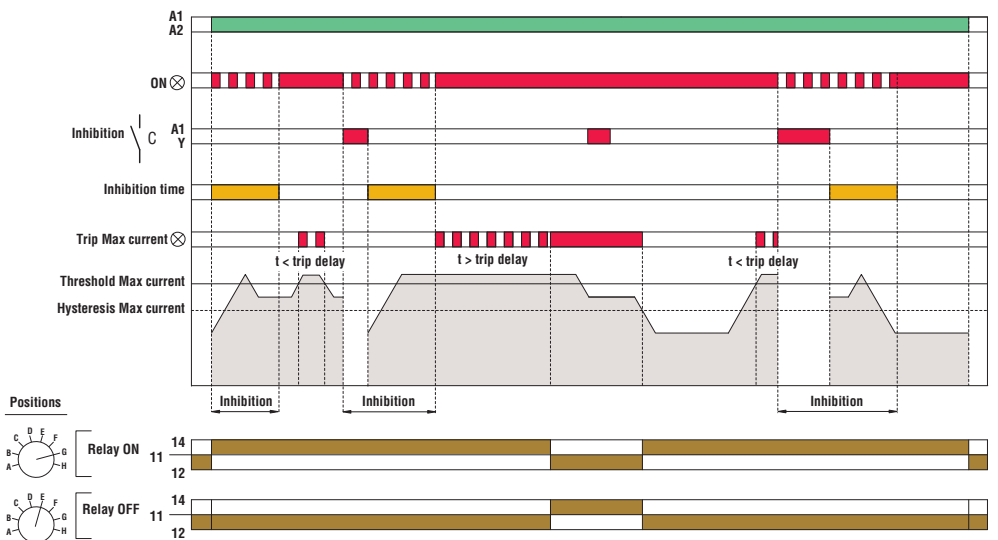 A1
A2
ON
Inhibition C A1
Y
Inhibition time
Trip Max current
t < trip delay t > trip delay t < trip delay
Threshold Max current
Hysteresis Max current
Inhibition Inhibition Inhibition
Positions
A B C D E F G H
Relay ON 14
11
12
A B C D E F G H
Relay OFF 14
11
12